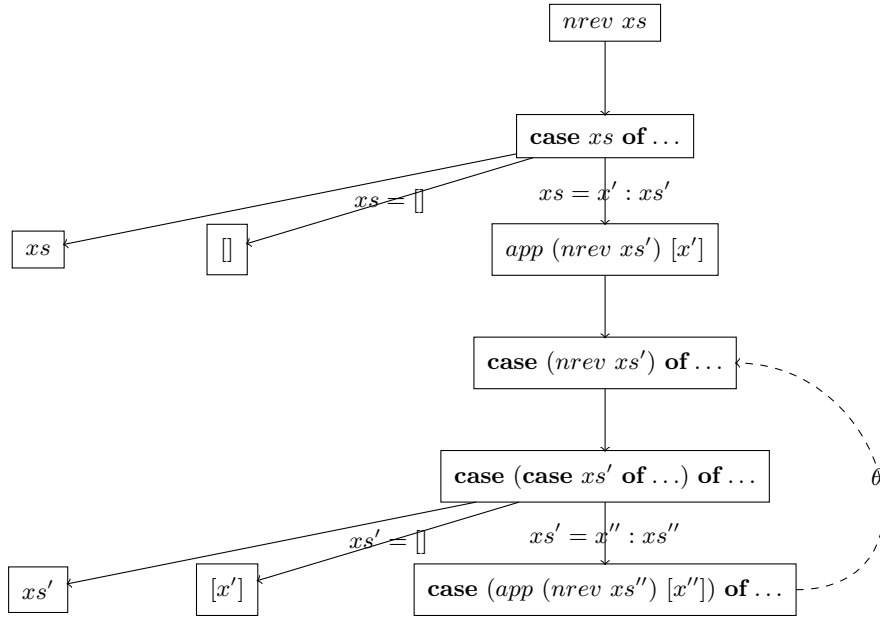 nrev xs
case xs of …
xs = []
xs = x′ : xs′
xs
[]
app (nrev xs′) [x′]
case (nrev xs′) of …
case (case xs′ of …) of …
θ
xs′ = []
xs′ = x′′ : xs′′
xs′
[x′]
case (app (nrev xs′′) [x′′]) of …